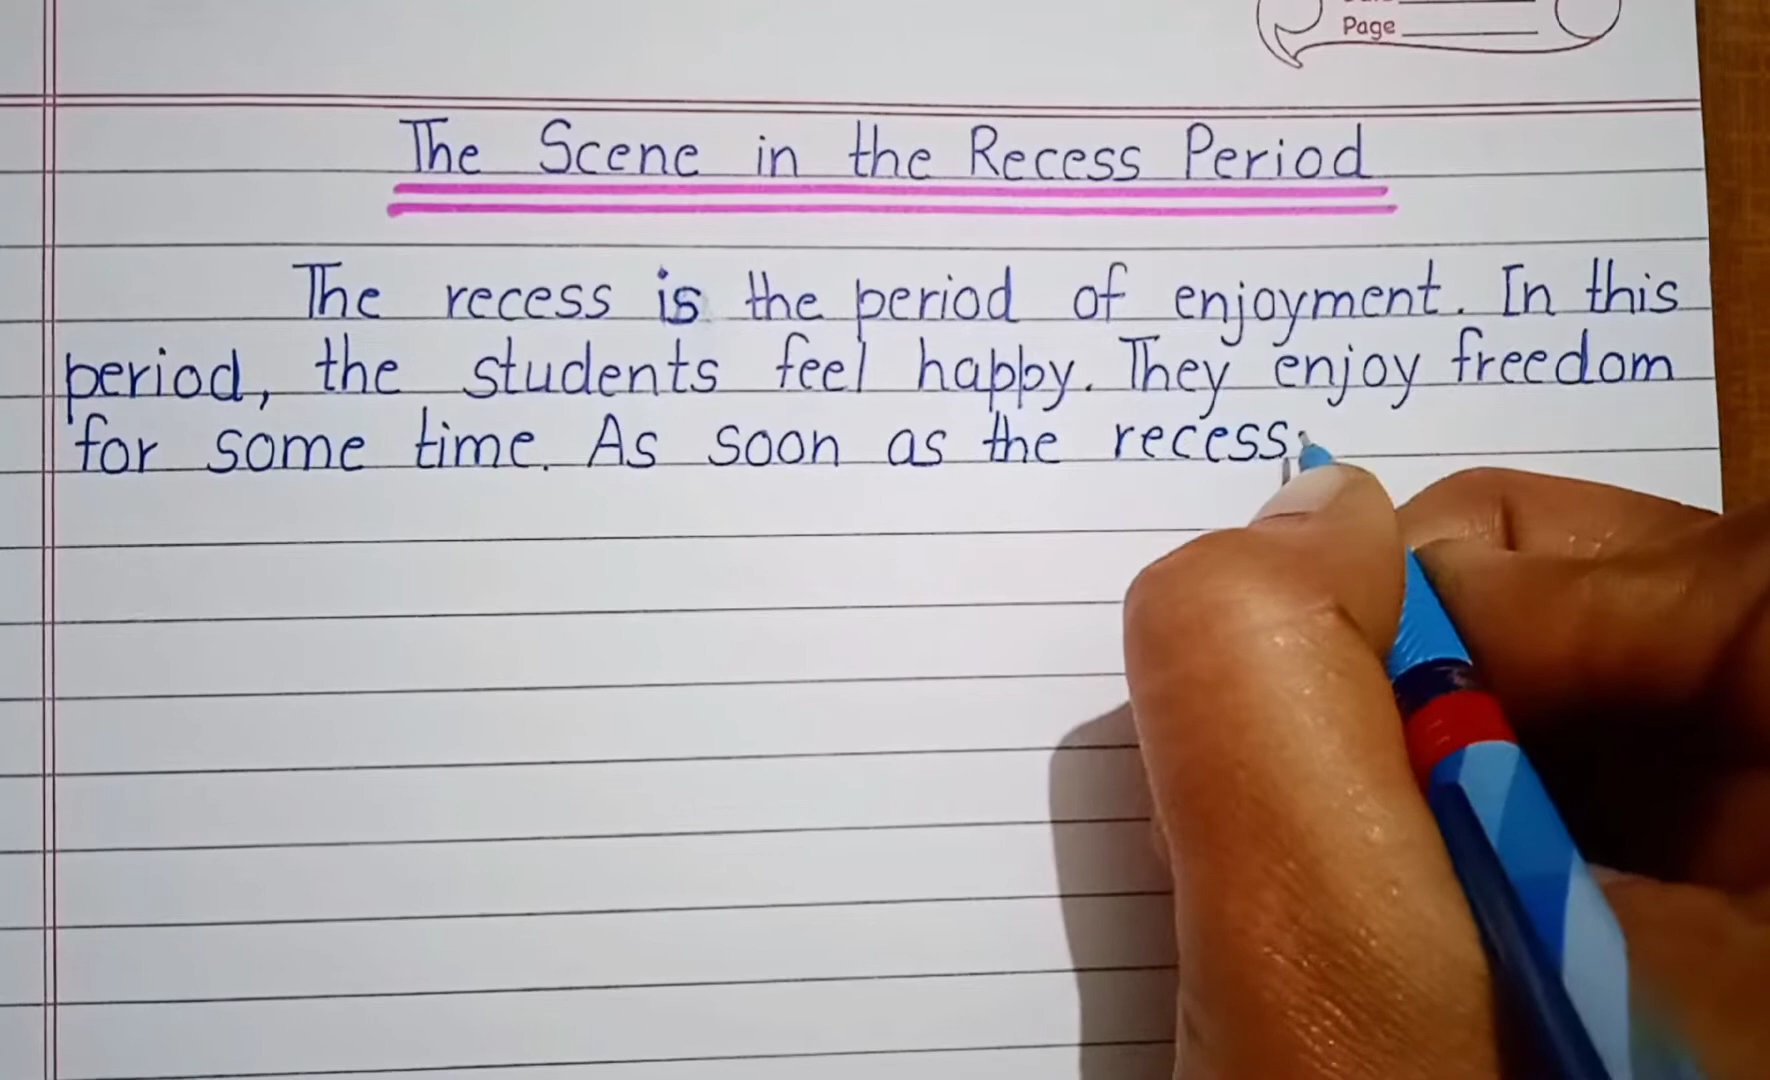 Page
The Scene in the Recess Period
The recess is the period of enjoyment. In this
period, the students feel happy. They enjoy freedom
for some time. As soon as the recess